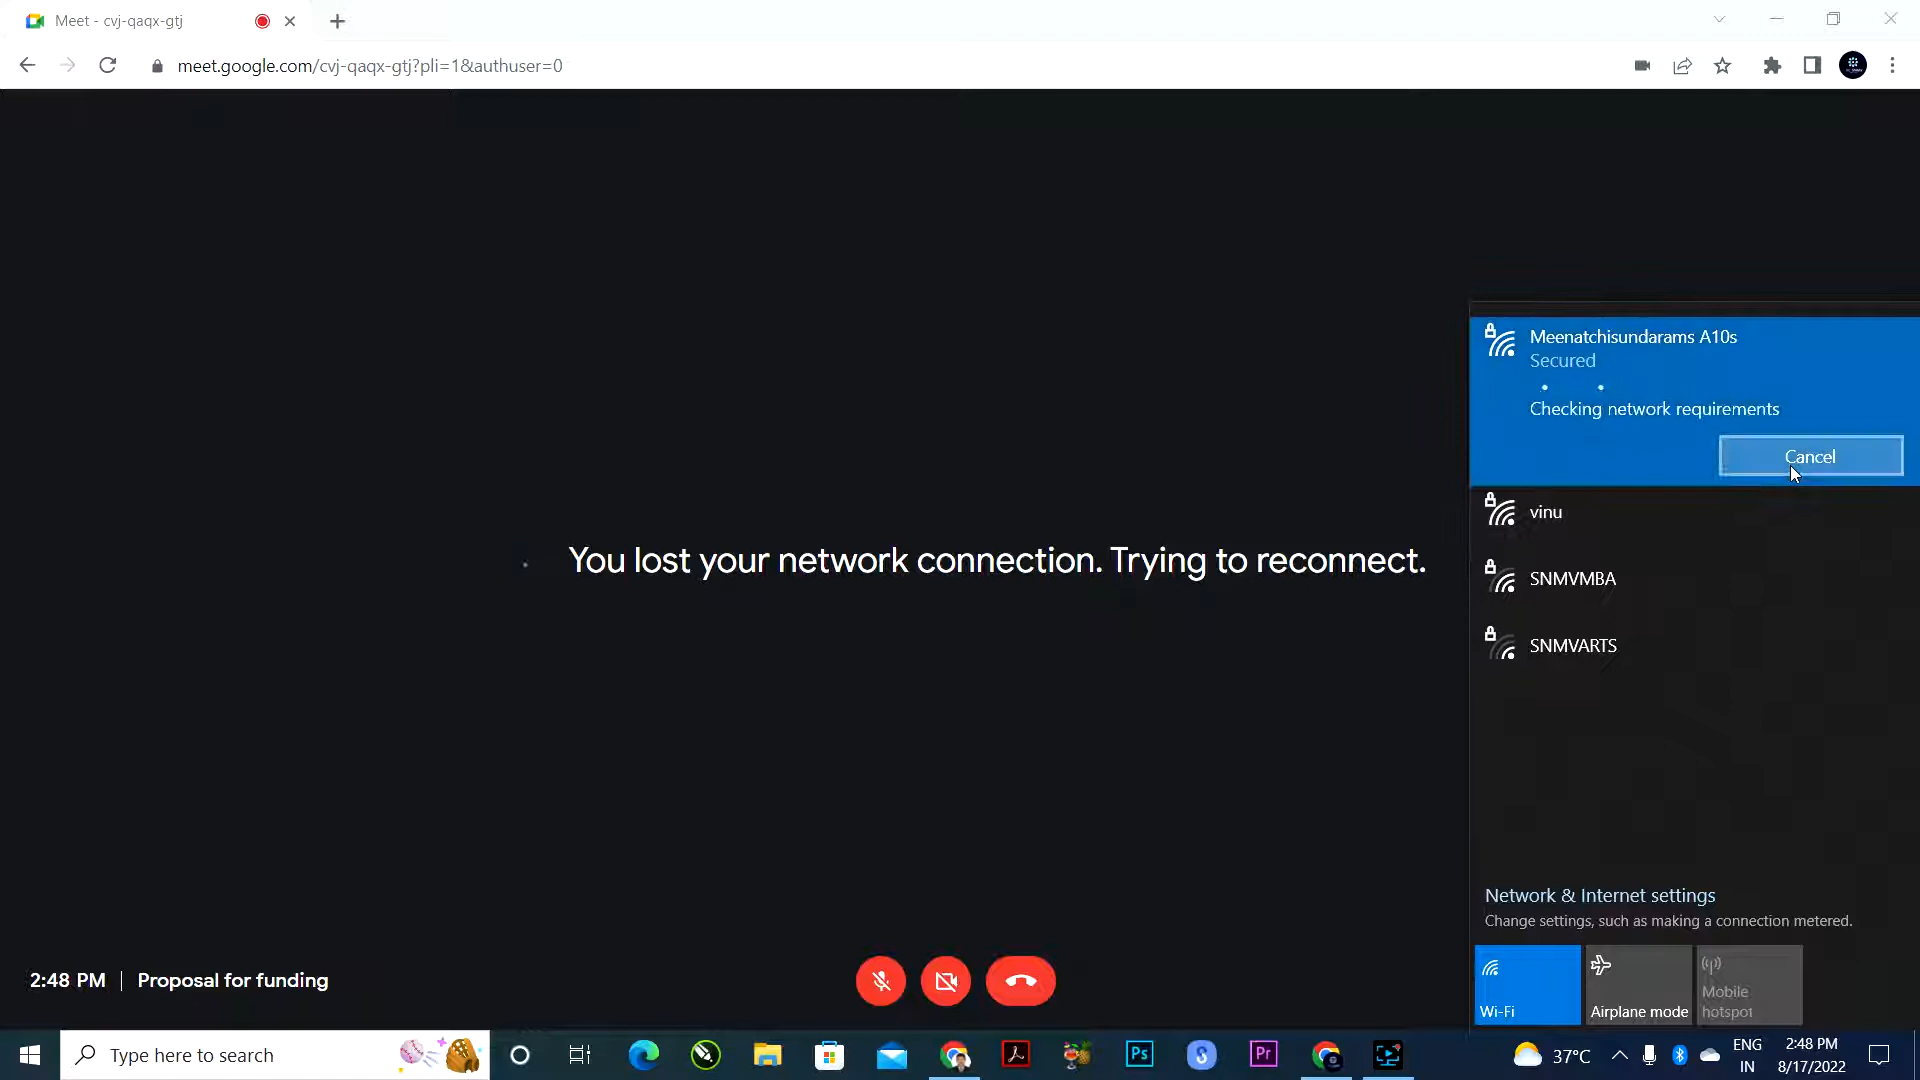 Meet - cvj-qaqx-gtj
meet.google.com/cvj-qaqx-gtj?pli=1&authuser=0
Meenatchisundarams A10s
Secured
Checking network requirements
Cancel
vinu
You lost your network connection. Trying to reconnect.
SNMVMBA
SNMVARTS
Network & Internet settings
Change settings, such as making a connection metered.
2:48 PM | Proposal for funding
Wi-Fi
Airplane mode
Mobile
hotspot
Type here to search
Ps
S
Pr
37°C
ENG
IN
2:48 PM
8/17/2022